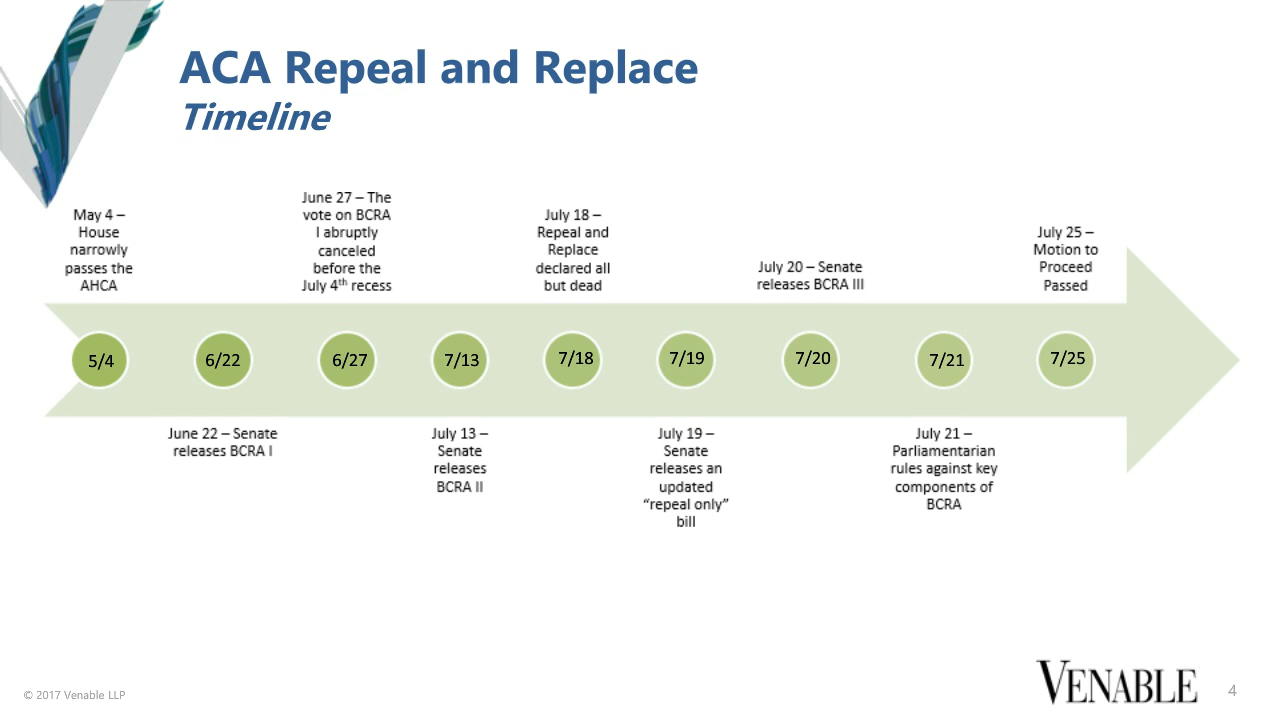 ACA Repeal and Replace
Timeline
May 4 –
House
narrowly
passes the
AHCA
June 27 – The
vote on BCRA
I abruptly
canceled
before the
July 4th recess
July 18 –
Repeal and
Replace
declared all
but dead
July 20 – Senate
releases BCRA III
July 25 –
Motion to
Proceed
Passed
5/4
6/22
6/27
7/13
7/18
7/19
7/20
7/21
7/25
June 22 – Senate
releases BCRA I
July 13 –
Senate
releases
BCRA II
July 19 –
Senate
releases an
updated
“repeal only”
bill
July 21 –
Parliamentarian
rules against key
components of
BCRA
© 2017 Venable LLP
VENABLE
4